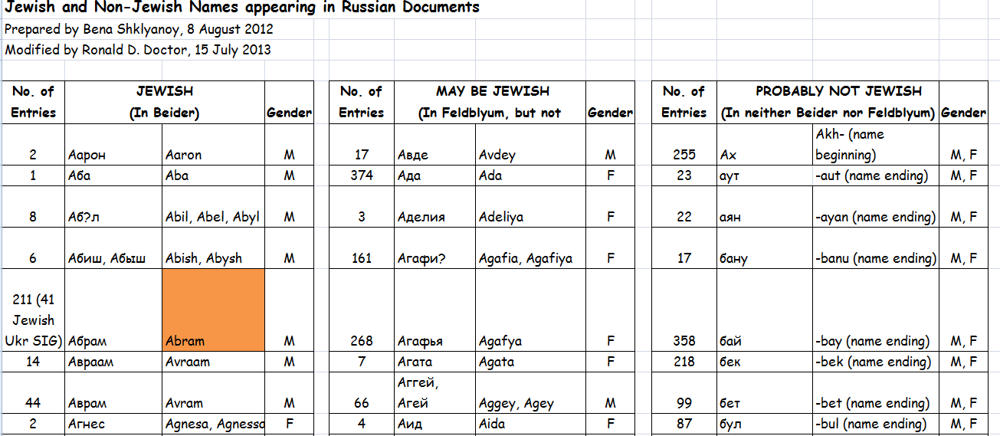 Jewish and Non-Jewish Names appearing in Russian Documents
Prepared by Bena Shklyanoy, 8 August 2012
Modified by Ronald D. Doctor, 15 July 2013
No. of JEWISH No. of MAY BE JEWISH No. of PROBABLY NOT JEWISH
Entries (In Beider) Gender Entries (In Feldblyum, but not Gender Entries (In neither Beider nor Feldblyum) Gender
Akh- (name
2 Аарон Aaron M 17 Авде Avdey M 255 Ах beginning) M, F
1 Аба Aba M 374 Ада Ada F 23 аут -aut (name ending) M, F
8 Аб?л Abil, Abel, Abyl M 3 Аделия Adeliya F 22 аян -ayan (name ending) M, F
6 Абиш, Абыш Abish, Abysh M 161 Агафи? Agafia, Agafiya F 17 бану -banu (name ending) M, F
211 (41
Jewish
Ukr SIG) Абрам Abram M 268 Агафья Agafya F 358 бай -bay (name ending) M, F
14 Авраам Avraam M 7 Агата Agata F 218 бек -bek (name ending) M, F
Аггей,
44 Аврам Avram M 66 Агей Aggey, Agey M 99 бет -bet (name ending) M, F
2 Агнес Agnesa, Agnessa F 4 Аид Aida F 87 бул -bul (name ending) M, F